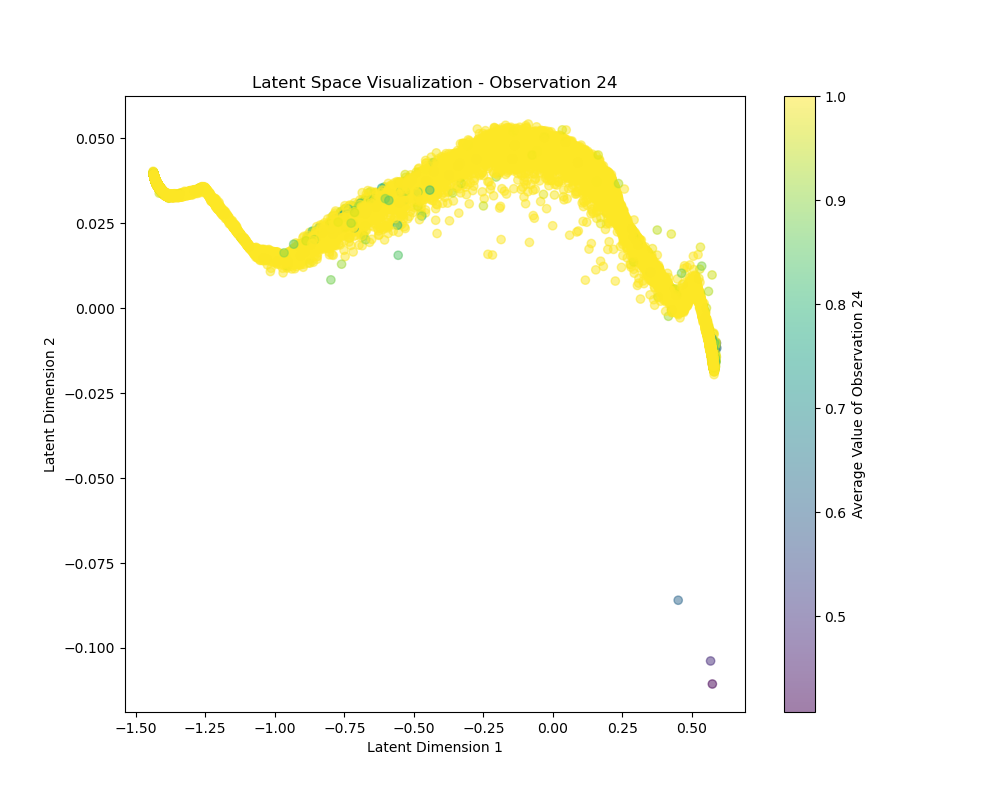 Latent Space Visualization - Observation 24
Latent Dimension 2
0.050
0.025
0.000
−0.025
−0.050
−0.075
−0.100
−1.50 −1.25 −1.00 −0.75 −0.50 −0.25 0.00 0.25 0.50
Latent Dimension 1
1.0
0.9
0.8
0.7
0.6
0.5
Average Value of Observation 24